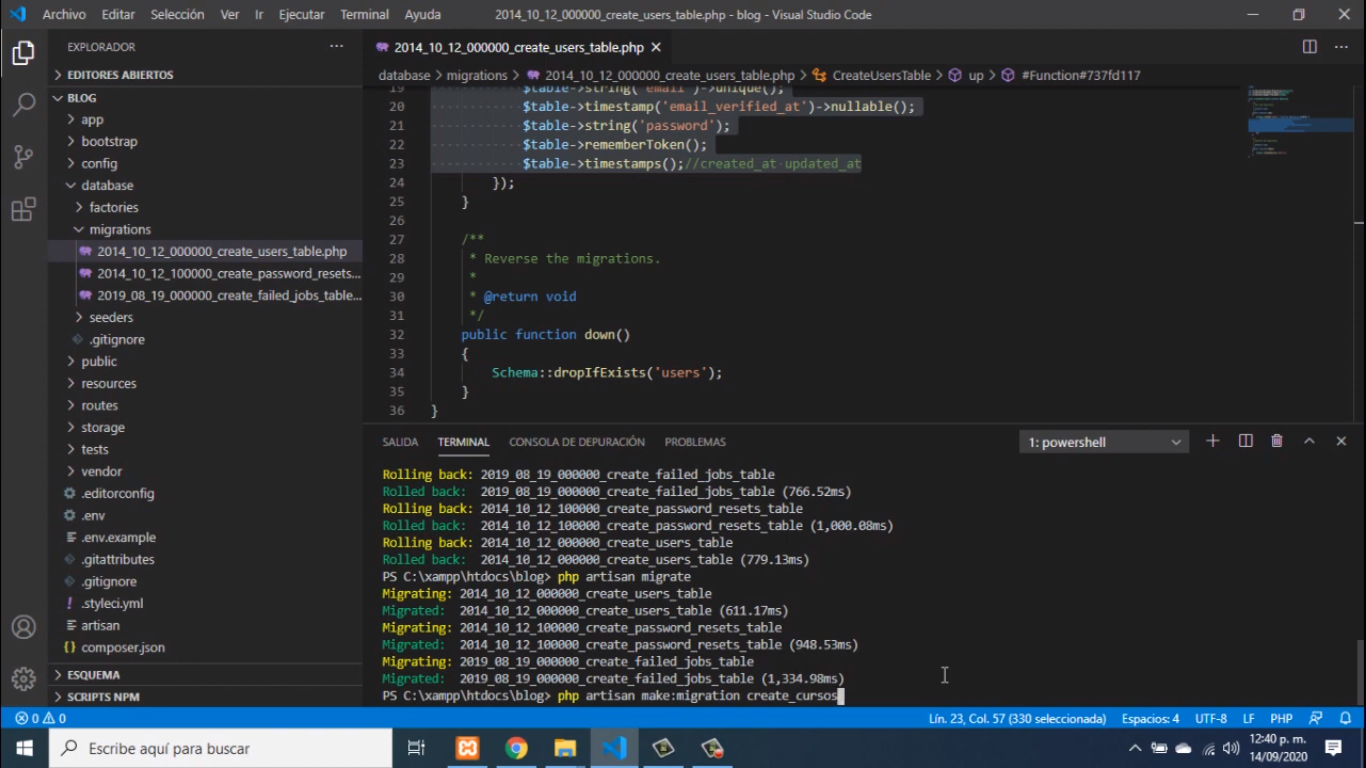 Archivo Editar Selección Ver Ir Ejecutar Terminal Ayuda 2014_10_12_000000_create_users_table.php - blog - Visual Studio Code
EXPLORADOR
EDITORES ABIERTOS
BLOG
app
bootstrap
config
database
factories
migrations
2014_10_12_000000_create_users_table.php
2014_10_12_100000_create_password_resets...
2019_08_19_000000_create_failed_jobs_table...
seeders
.gitignore
public
resources
routes
storage
tests
vendor
.editorconfig
.env
.env.example
.gitattributes
.gitignore
.styleci.yml
artisan
composer.json
ESQUEMA
SCRIPTS NPM
2014_10_12_000000_create_users_table.php
database > migrations > 2014_10_12_000000_create_users_table.php > CreateUsersTable > up > #Function#737fd117
19 $table->string('email')->unique();
20 $table->timestamp('email_verified_at')->nullable();
21 $table->string('password');
22 $table->rememberToken();
23 $table->timestamps();//created_at updated_at
24 });
25 }
26
27 /**
28 * Reverse the migrations.
29 *
30 * @return void
31 */
32 public function down()
33 {
34 Schema::dropIfExists('users');
35 }
36 }
SALIDA TERMINAL CONSOLA DE DEPURACIÓN PROBLEMAS 1: powershell
Rolling back: 2019_08_19_000000_create_failed_jobs_table
Rolled back: 2019_08_19_000000_create_failed_jobs_table (766.52ms)
Rolling back: 2014_10_12_100000_create_password_resets_table
Rolled back: 2014_10_12_100000_create_password_resets_table (1,000.08ms)
Rolling back: 2014_10_12_000000_create_users_table
Rolled back: 2014_10_12_000000_create_users_table (779.13ms)
PS C:\xampp\htdocs\blog> php artisan migrate
Migrating: 2014_10_12_000000_create_users_table
Migrated: 2014_10_12_000000_create_users_table (611.17ms)
Migrating: 2014_10_12_100000_create_password_resets_table
Migrated: 2014_10_12_100000_create_password_resets_table (948.53ms)
Migrating: 2019_08_19_000000_create_failed_jobs_table
Migrated: 2019_08_19_000000_create_failed_jobs_table (1,334.98ms)
PS C:\xampp\htdocs\blog> php artisan make:migration create_cursos
0 0 Lín. 23, Col. 57 (330 seleccionada) Espacios: 4 UTF-8 LF PHP
Escribe aquí para buscar
12:40 p. m.
14/09/2020